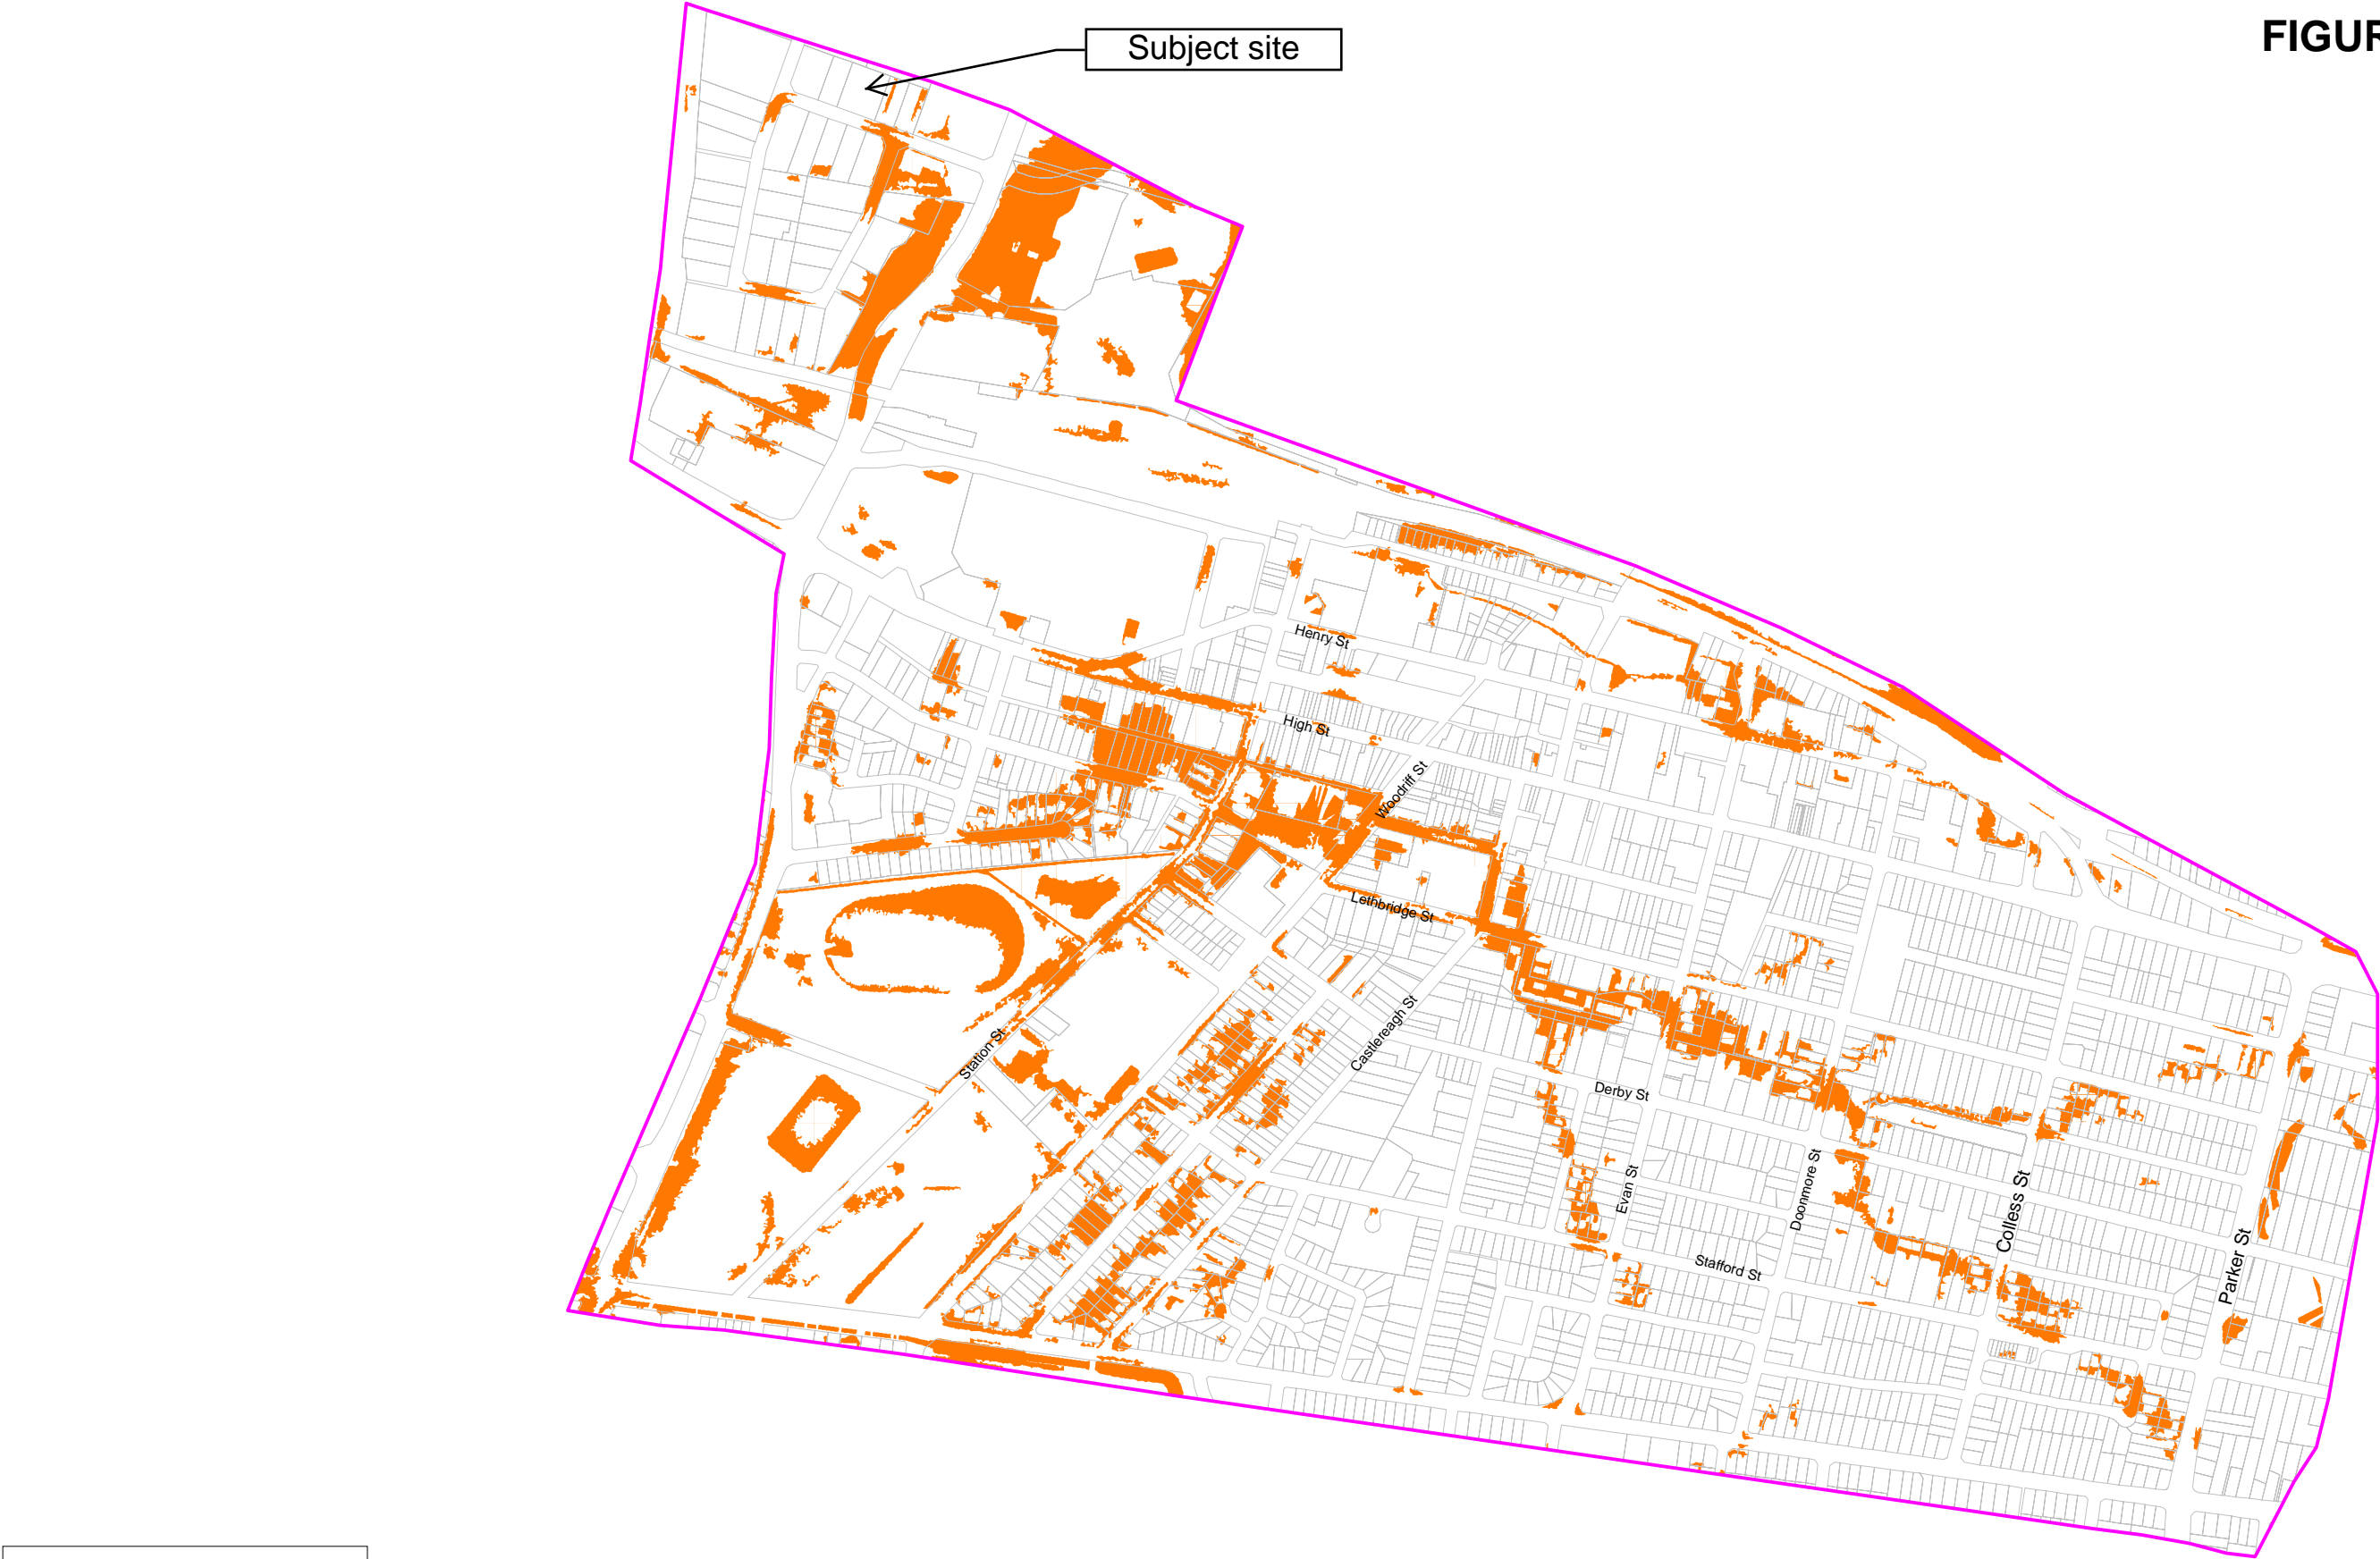 FIGUR
Subject site
Henry St
High St
Woodriff St
Lethbridge St
Station St
Castlereagh St
Derby St
Evan St
Doonmore St
Colless St
Stafford St
Parker St